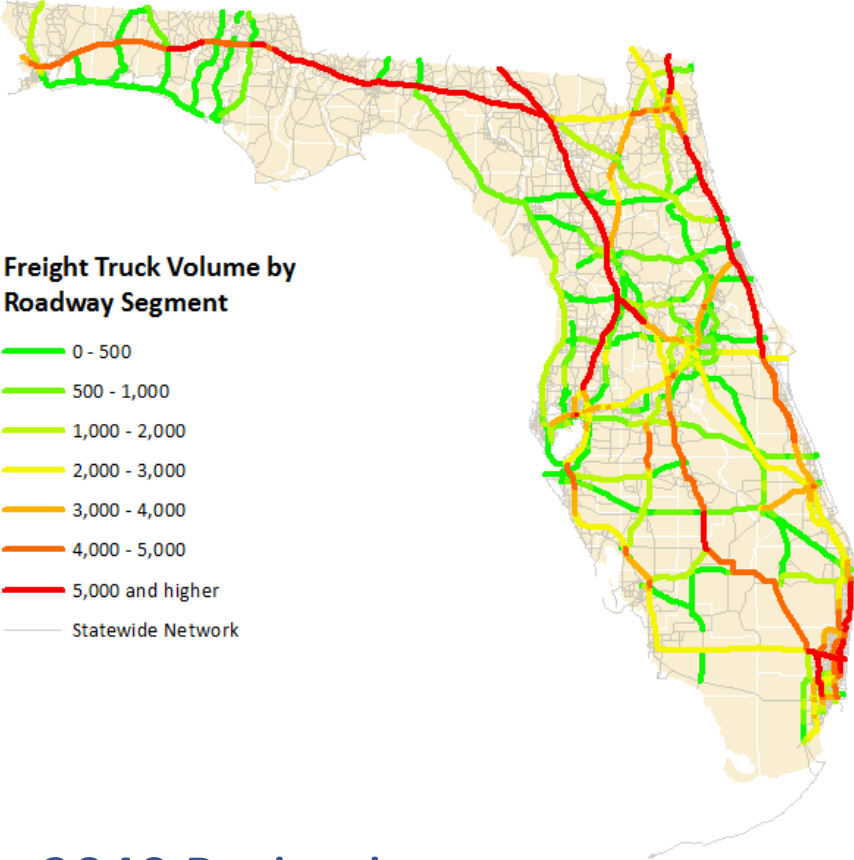 Freight Truck Volume by
Roadway Segment
0 - 500
500 - 1,000
1,000 - 2,000
2,000 - 3,000
3,000 - 4,000
4,000 - 5,000
5,000 and higher
Statewide Network